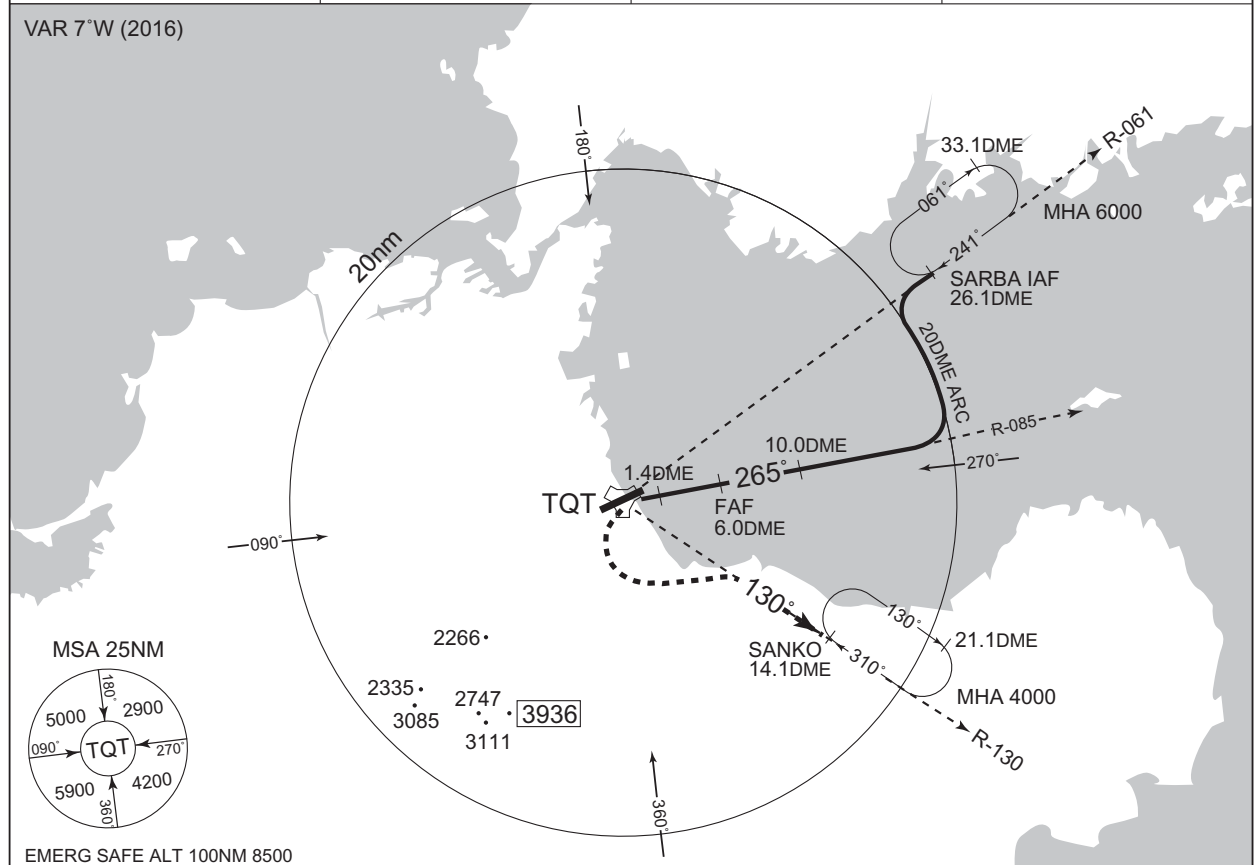 VAR 7°W (2016)
180°
33.1DME
R-061
061°
MHA 6000
20nm
241°
SARBA IAF
26.1DME
20DME ARC
R-085
10.0DME
270°
1.4DME
265°
TQT
FAF
6.0DME
090°
130°
130°
21.1DME
SANKO
14.1DME
310°
MHA 4000
2266
MSA 25NM
2335
2747
3936
3085
3111
R-130
180°
5000
2900
090°
TQT
270°
5900
4200
360°
360°
EMERG SAFE ALT 100NM 8500